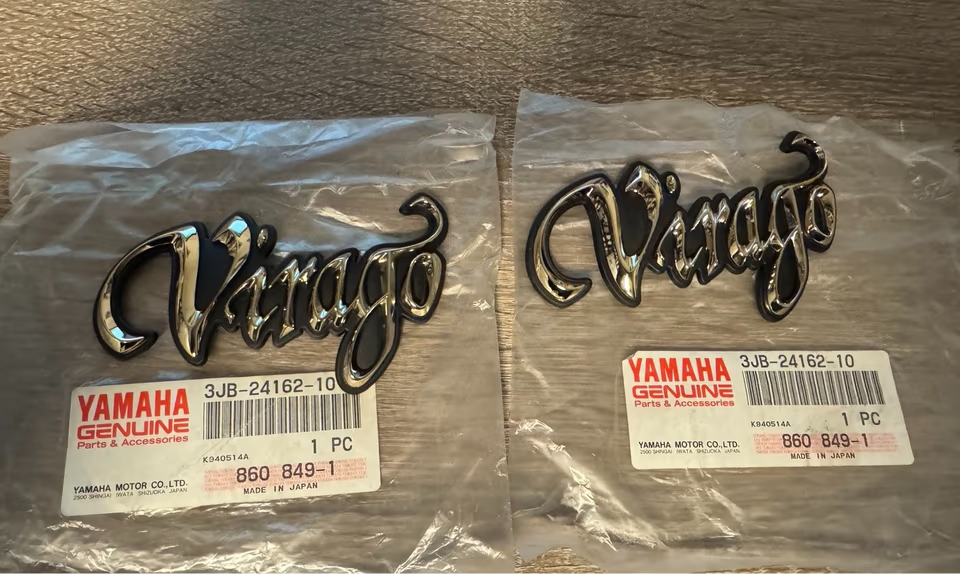 Virago
YAMAHA
GENUINE
Parts & Accessories
3JB-24162-10
1 PC
K940514A
860 849-1
YAMAHA MOTOR CO.,LTD.
2500 SHINGAI IWATA SHIZUOKA JAPAN
MADE IN JAPAN
Virago
YAMAHA
GENUINE
Parts & Accessories
3JB-24162-10
1 PC
K940514A
860 849-1
YAMAHA MOTOR CO.,LTD.
2500 SHINGAI IWATA SHIZUOKA JAPAN
MADE IN JAPAN